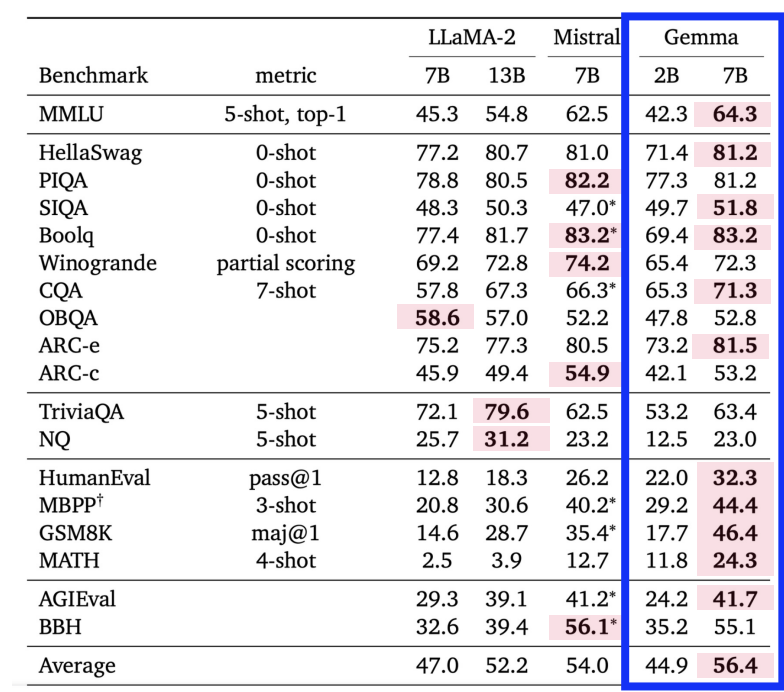 LLaMA-2 Mistral Gemma
Benchmark metric 7B 13B 7B 2B 7B
MMLU 5-shot, top-1 45.3 54.8 62.5 42.3 64.3
HellaSwag 0-shot 77.2 80.7 81.0 71.4 81.2
PIQA 0-shot 78.8 80.5 82.2 77.3 81.2
SIQA 0-shot 48.3 50.3 47.0* 49.7 51.8
Boolq 0-shot 77.4 81.7 83.2* 69.4 83.2
Winogrande partial scoring 69.2 72.8 74.2 65.4 72.3
CQA 7-shot 57.8 67.3 66.3* 65.3 71.3
OBQA 58.6 57.0 52.2 47.8 52.8
ARC-e 75.2 77.3 80.5 73.2 81.5
ARC-c 45.9 49.4 54.9 42.1 53.2
TriviaQA 5-shot 72.1 79.6 62.5 53.2 63.4
NQ 5-shot 25.7 31.2 23.2 12.5 23.0
HumanEval pass@1 12.8 18.3 26.2 22.0 32.3
MBPP† 3-shot 20.8 30.6 40.2* 29.2 44.4
GSM8K maj@1 14.6 28.7 35.4* 17.7 46.4
MATH 4-shot 2.5 3.9 12.7 11.8 24.3
AGIEval 29.3 39.1 41.2* 24.2 41.7
BBH 32.6 39.4 56.1* 35.2 55.1
Average 47.0 52.2 54.0 44.9 56.4